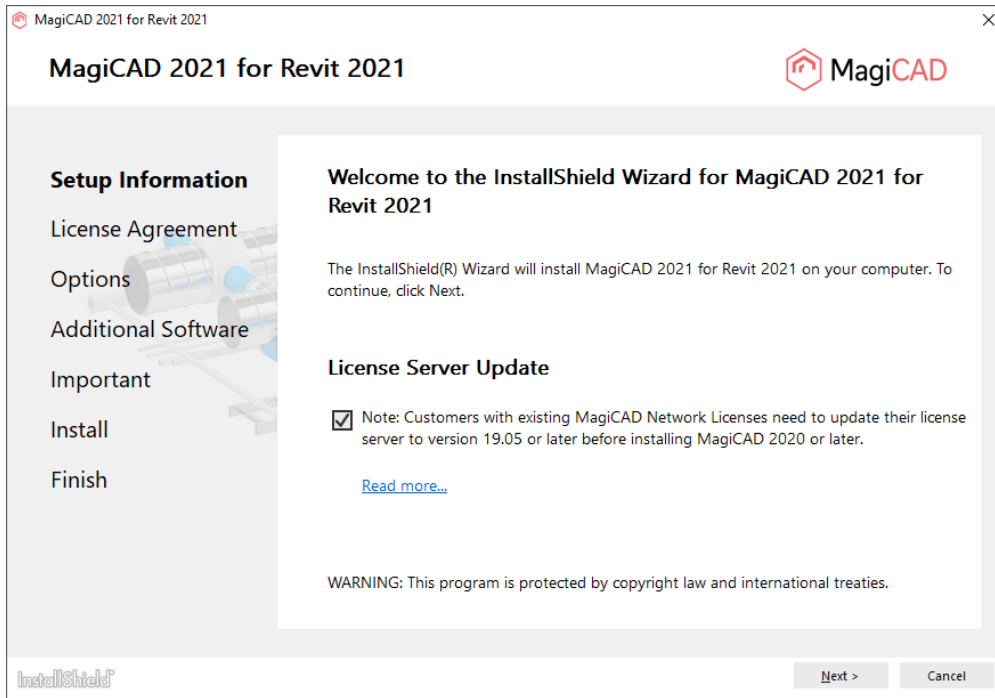 MagiCAD 2021 for Revit 2021
MagiCAD 2021 for Revit 2021
MagiCAD
Setup Information
License Agreement
Options
Additional Software
Important
Install
Finish
Welcome to the InstallShield Wizard for MagiCAD 2021 for
Revit 2021
The InstallShield(R) Wizard will install MagiCAD 2021 for Revit 2021 on your computer. To
continue, click Next.
License Server Update
Note: Customers with existing MagiCAD Network Licenses need to update their license
server to version 19.05 or later before installing MagiCAD 2020 or later.
Read more...
WARNING: This program is protected by copyright law and international treaties.
InstallShield
Next >
Cancel